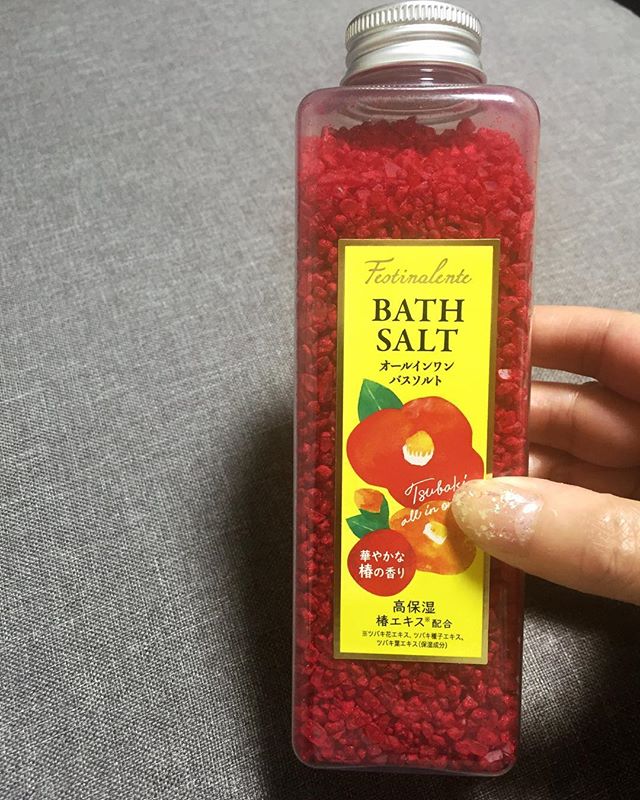 Festinalente
BATH
SALT
オールインワン
バスソルト
Tsubaki
all in
華やかな
椿の香り
高保湿
椿エキス※配合
※ツバキ花エキス、ツバキ種子エキス、
ツバキ葉エキス(保湿成分)